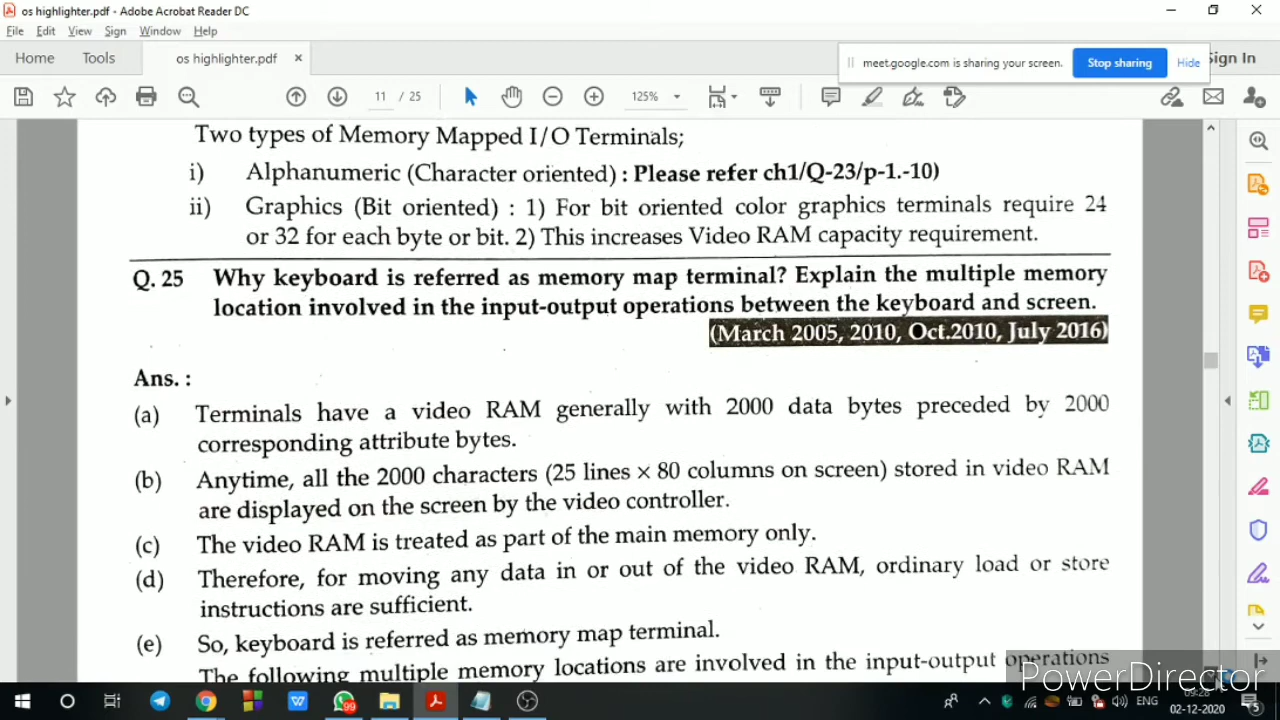 os highlighter.pdf - Adobe Acrobat Reader DC
File Edit View Sign Window Help
Home Tools os highlighter.pdf ×
meet.google.com is sharing your screen. Stop sharing Hide Sign In
11 / 25 125%
Two types of Memory Mapped I/O Terminals;
i) Alphanumeric (Character oriented) : Please refer ch1/Q-23/p-1.-10)
ii) Graphics (Bit oriented) : 1) For bit oriented color graphics terminals require 24
or 32 for each byte or bit. 2) This increases Video RAM capacity requirement.
Q. 25 Why keyboard is referred as memory map terminal? Explain the multiple memory
location involved in the input-output operations between the keyboard and screen.
(March 2005, 2010, Oct.2010, July 2016)
Ans. :
(a) Terminals have a video RAM generally with 2000 data bytes preceded by 2000
corresponding attribute bytes.
(b) Anytime, all the 2000 characters (25 lines × 80 columns on screen) stored in video RAM
are displayed on the screen by the video controller.
(c) The video RAM is treated as part of the main memory only.
(d) Therefore, for moving any data in or out of the video RAM, ordinary load or store
instructions are sufficient.
(e) So, keyboard is referred as memory map terminal.
The following multiple memory locations are involved in the input-output operations
PowerDirector
99 ENG 09:28
02-12-2020 5